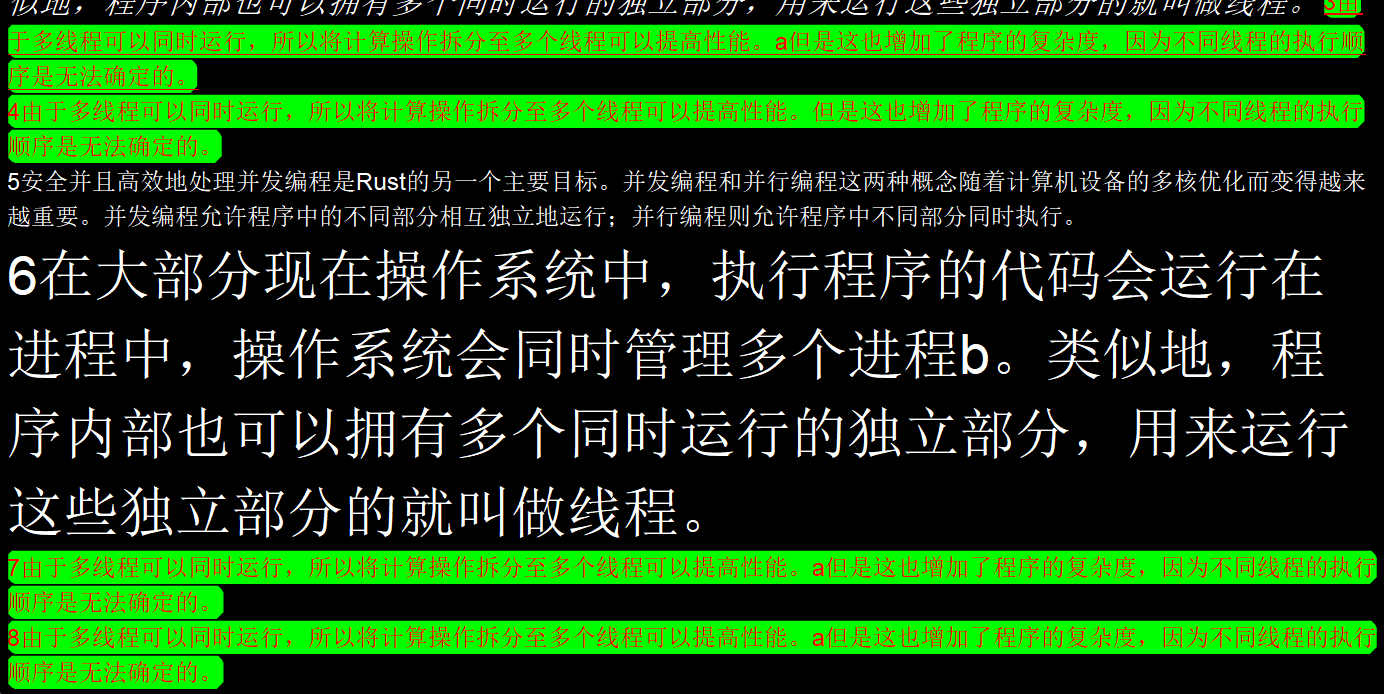 似地，程序内部也可以拥有多个同时运行的独立部分，用来运行这些独立部分的就叫做线程。3由
于多线程可以同时运行，所以将计算操作拆分至多个线程可以提高性能。a但是这也增加了程序的复杂度，因为不同线程的执行顺
序是无法确定的。
4由于多线程可以同时运行，所以将计算操作拆分至多个线程可以提高性能。但是这也增加了程序的复杂度，因为不同线程的执行
顺序是无法确定的。
5安全并且高效地处理并发编程是Rust的另一个主要目标。并发编程和并行编程这两种概念随着计算机设备的多核优化而变得越来
越重要。并发编程允许程序中的不同部分相互独立地运行；并行编程则允许程序中不同部分同时执行。
6在大部分现在操作系统中，执行程序的代码会运行在
进程中，操作系统会同时管理多个进程b。类似地，程
序内部也可以拥有多个同时运行的独立部分，用来运行
这些独立部分的就叫做线程。
7由于多线程可以同时运行，所以将计算操作拆分至多个线程可以提高性能。a但是这也增加了程序的复杂度，因为不同线程的执行
顺序是无法确定的。
8由于多线程可以同时运行，所以将计算操作拆分至多个线程可以提高性能。a但是这也增加了程序的复杂度，因为不同线程的执行
顺序是无法确定的。